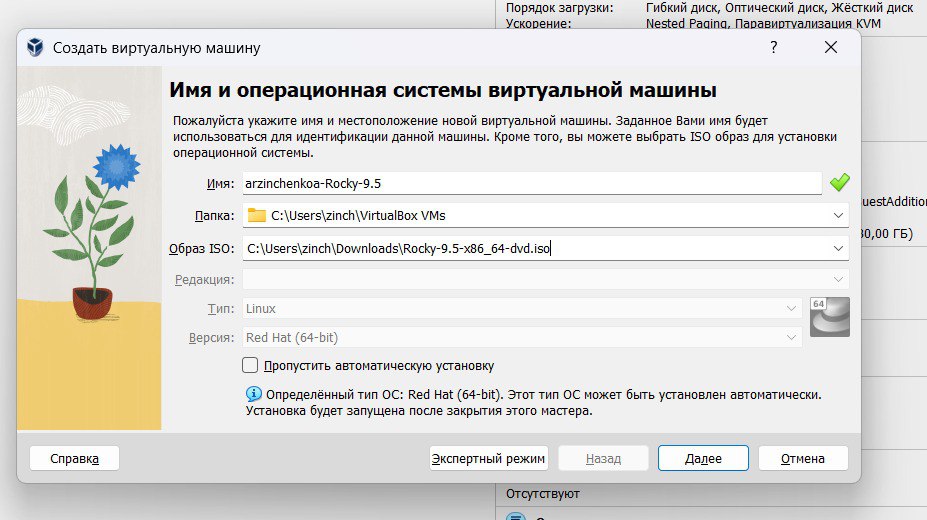 Порядок загрузки: Гибкий диск, Оптический диск, Жёсткий диск
Ускорение: Nested Paging, Паравиртуализация KVM
Создать виртуальную машину
?
Имя и операционная системы виртуальной машины
Пожалуйста укажите имя и местоположение новой виртуальной машины. Заданное Вами имя будет
использоваться для идентификации данной машины. Кроме того, вы можете выбрать ISO образ для установки
операционной системы.
Имя: arzinchenkoa-Rocky-9.5
Папка: C:\Users\zinch\VirtualBox VMs
uestAddition
Образ ISO: C:\Users\zinch\Downloads\Rocky-9.5-x86_64-dvd.iso
0,00 ГБ)
Редакция:
Тип: Linux
64
Версия: Red Hat (64-bit)
Пропустить автоматическую установку
Определённый тип ОС: Red Hat (64-bit). Этот тип ОС может быть установлен автоматически.
Установка будет запущена после закрытия этого мастера.
Справка Экспертный режим Назад Далее Отмена
Отсутствуют